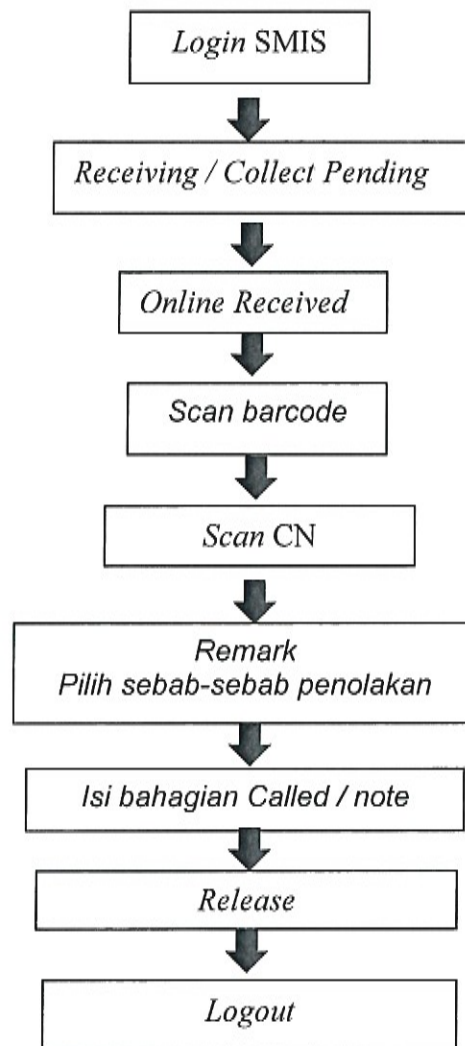 Login SMIS
Receiving / Collect Pending
Online Received
Scan barcode
Scan CN
Remark
Pilih sebab-sebab penolakan
Isi bahagian Called / note
Release
Logout